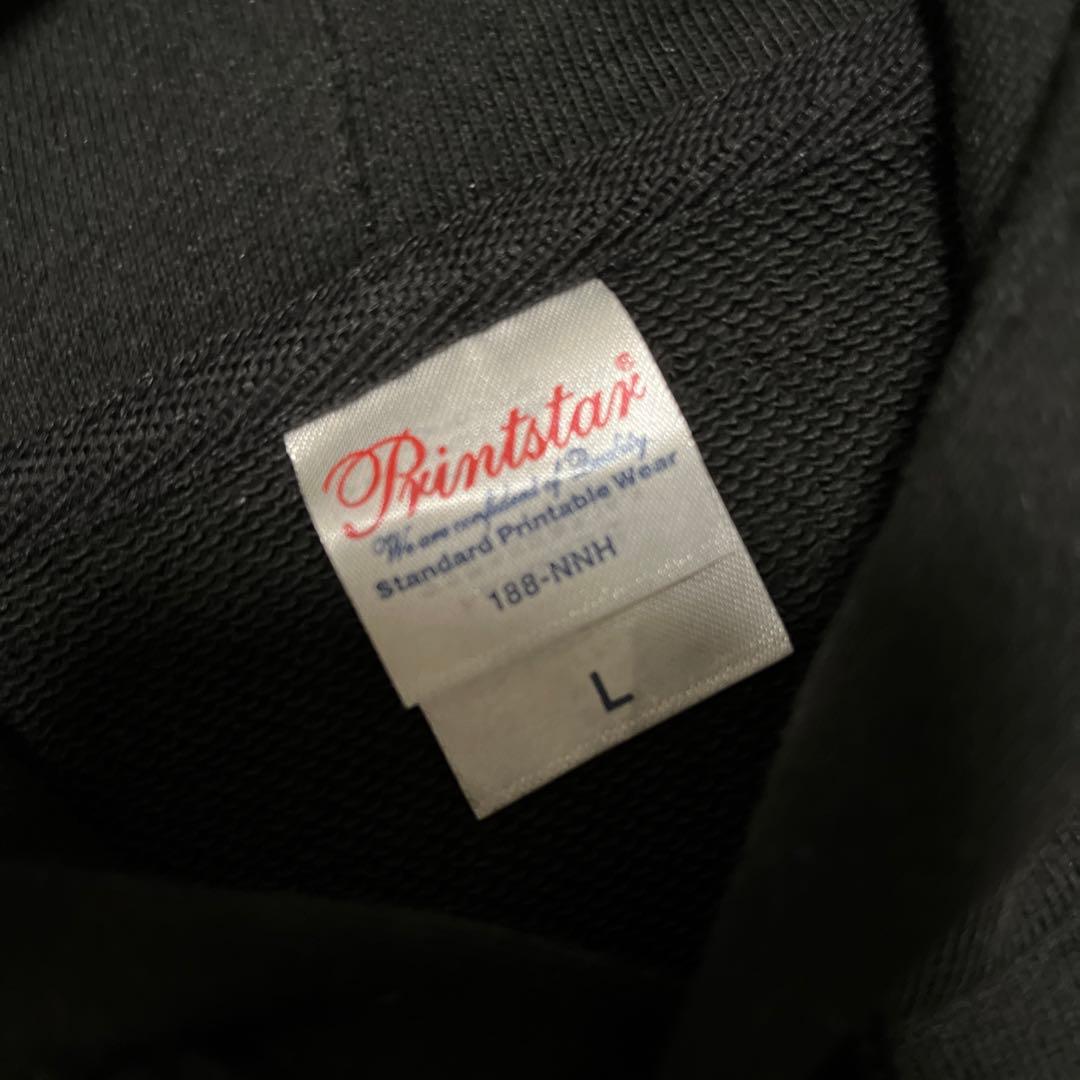 Printstar®
We are confident of Quality
Standard Printable Wear
188-NNH
L